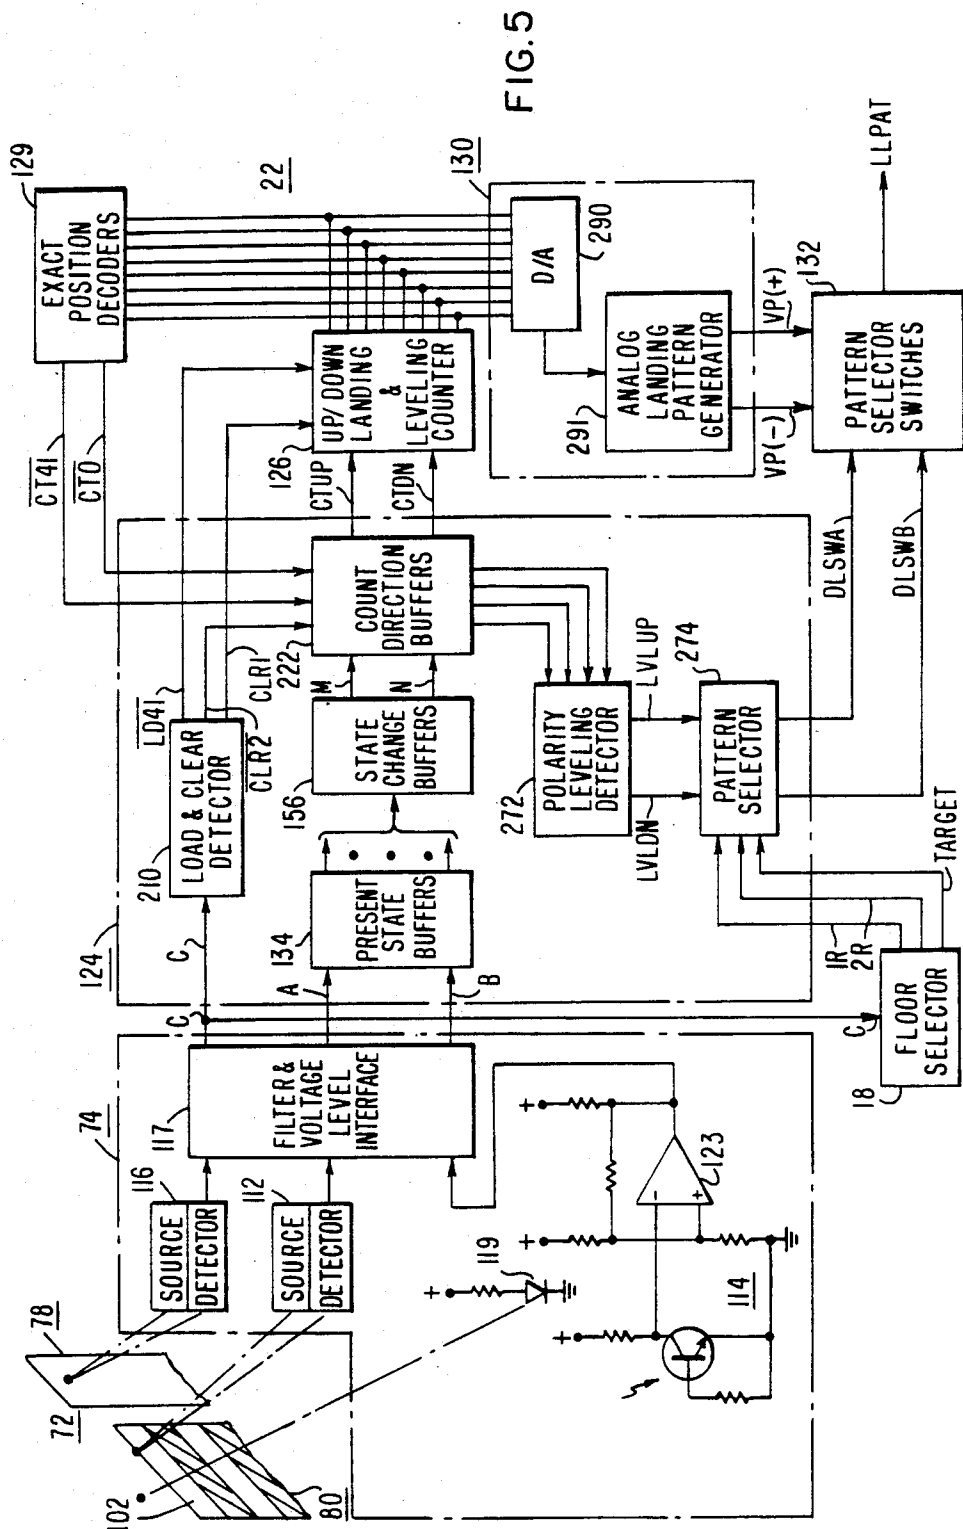 FIG. 5
129
EXACT
POSITION
DECODERS
22
130
D/A
290
CT41
CT0
UP/DOWN
LANDING
&
LEVELING
COUNTER
126
CTUP
CTDN
ANALOG
LANDING
PATTERN
GENERATOR
291
VP(+)
VP(-)
PATTERN
SELECTOR
SWITCHES
132
LLPAT
DLSWA
DLSWB
124
LD41
CLR1
CLR2
LOAD & CLEAR
DETECTOR
210
COUNT
DIRECTION
BUFFERS
222
M
N
STATE
CHANGE
BUFFERS
156
PRESENT
STATE
BUFFERS
134
POLARITY
LEVELING
DETECTOR
272
LVLUP
LVLDN
PATTERN
SELECTOR
274
C
C
A
B
1R
2R
TARGET
C
FLOOR
SELECTOR
18
74
FILTER &
VOLTAGE
LEVEL
INTERFACE
117
116
SOURCE
DETECTOR
112
SOURCE
DETECTOR
119
123
-
+
114
+
+
+
+
78
72
102
80